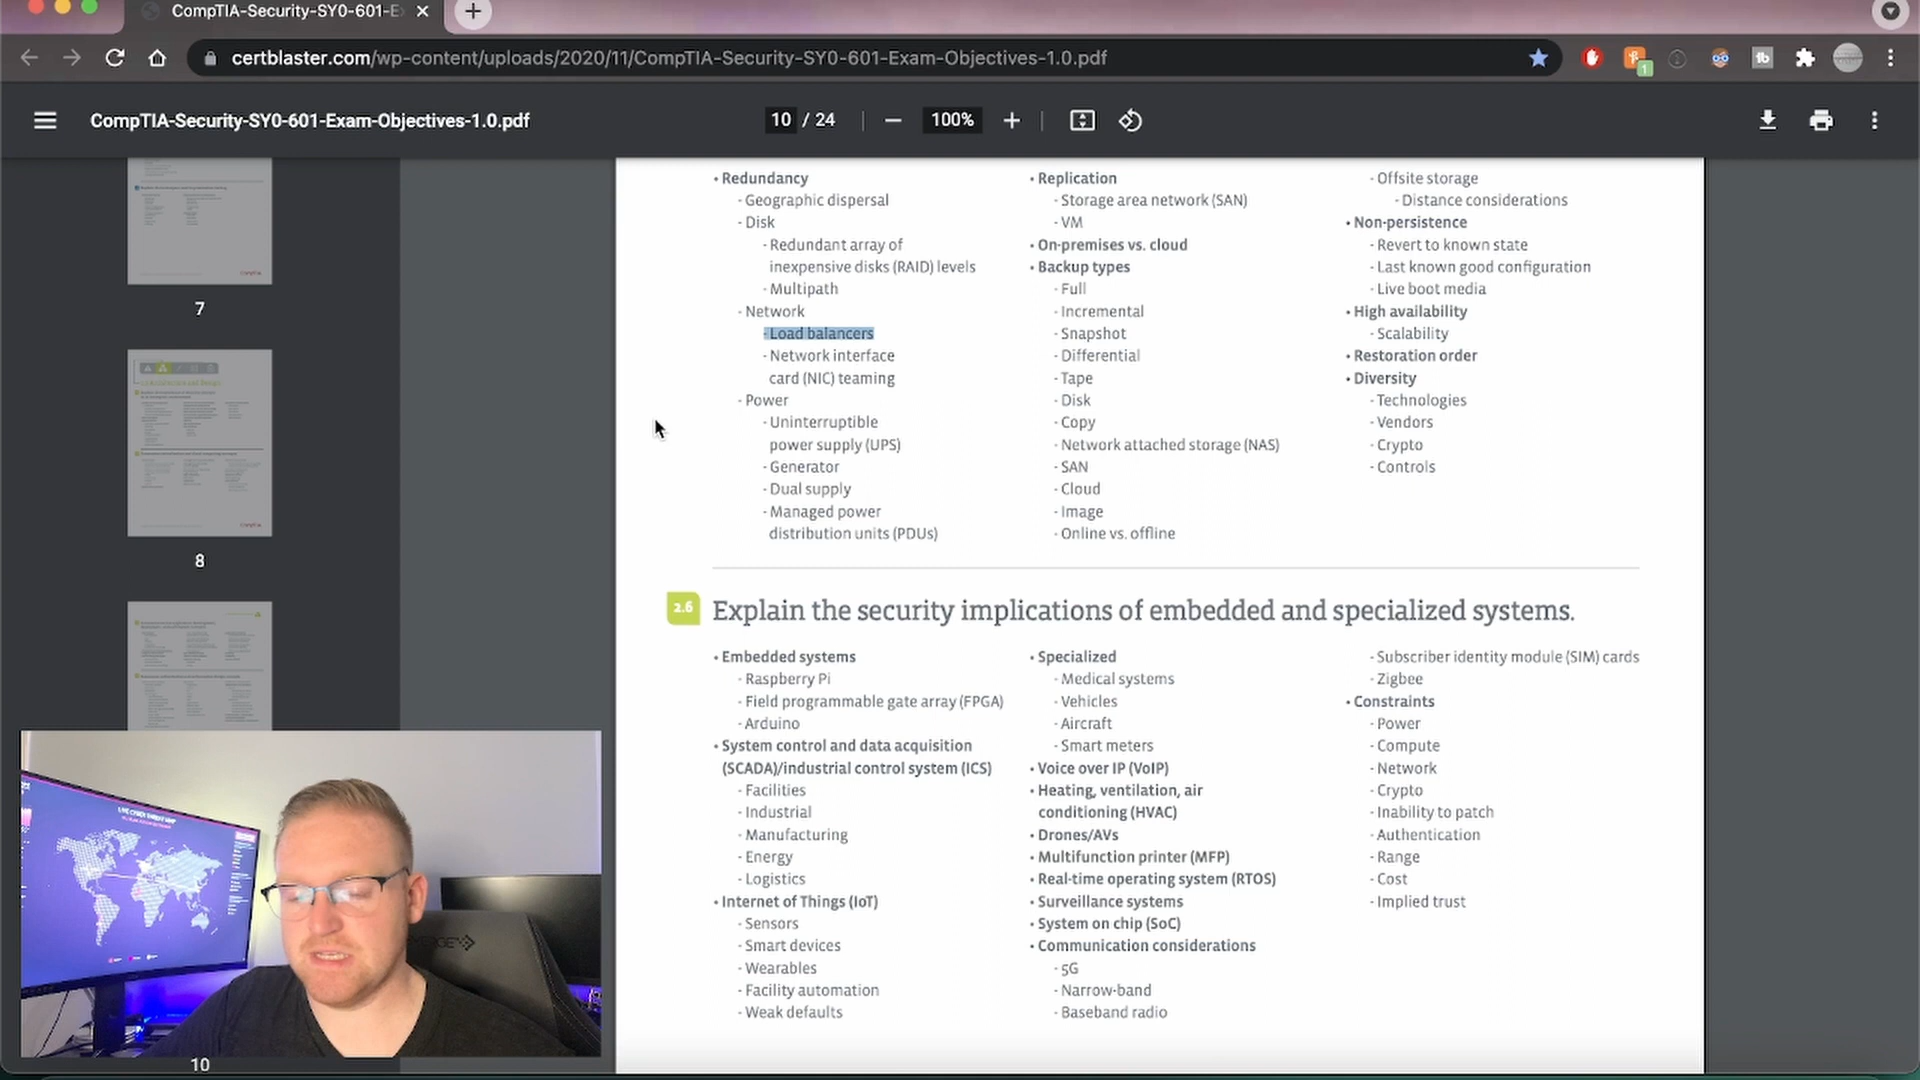 CompTIA-Security-SY0-601-E
certblaster.com/wp-content/uploads/2020/11/CompTIA-Security-SY0-601-Exam-Objectives-1.0.pdf
1
CompTIA-Security-SY0-601-Exam-Objectives-1.0.pdf
10 / 24
100%
7
8
10
• Redundancy
- Geographic dispersal
- Disk
- Redundant array of
inexpensive disks (RAID) levels
- Multipath
- Network
- Load balancers
- Network interface
card (NIC) teaming
- Power
- Uninterruptible
power supply (UPS)
- Generator
- Dual supply
- Managed power
distribution units (PDUs)
• Replication
- Storage area network (SAN)
- VM
• On-premises vs. cloud
• Backup types
- Full
- Incremental
- Snapshot
- Differential
- Tape
- Disk
- Copy
- Network attached storage (NAS)
- SAN
- Cloud
- Image
- Online vs. offline
- Offsite storage
- Distance considerations
• Non-persistence
- Revert to known state
- Last known good configuration
- Live boot media
• High availability
- Scalability
• Restoration order
• Diversity
- Technologies
- Vendors
- Crypto
- Controls
2.6 Explain the security implications of embedded and specialized systems.
• Embedded systems
- Raspberry Pi
- Field programmable gate array (FPGA)
- Arduino
• System control and data acquisition
(SCADA)/industrial control system (ICS)
- Facilities
- Industrial
- Manufacturing
- Energy
- Logistics
• Internet of Things (IoT)
- Sensors
- Smart devices
- Wearables
- Facility automation
- Weak defaults
• Specialized
- Medical systems
- Vehicles
- Aircraft
- Smart meters
• Voice over IP (VoIP)
• Heating, ventilation, air
conditioning (HVAC)
• Drones/AVs
• Multifunction printer (MFP)
• Real-time operating system (RTOS)
• Surveillance systems
• System on chip (SoC)
• Communication considerations
- 5G
- Narrow-band
- Baseband radio
- Subscriber identity module (SIM) cards
- Zigbee
• Constraints
- Power
- Compute
- Network
- Crypto
- Inability to patch
- Authentication
- Range
- Cost
- Implied trust
LIVE CYBER THREAT MAP